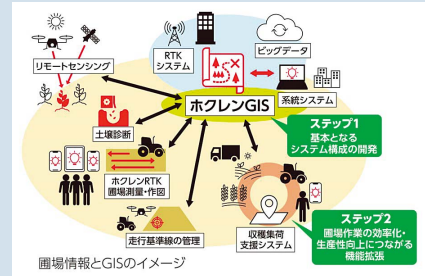 RTK
システム
ビッグデータ
リモートセンシング
ホクレンGIS
系統システム
土壌診断
ステップ1
基本となる
システム構成の開発
ホクレンRTK
圃場測量・作図
走行基準線の管理
収穫集荷
支援システム
ステップ2
圃場作業の効率化・
生産性向上につながる
機能拡張
圃場情報とGISのイメージ